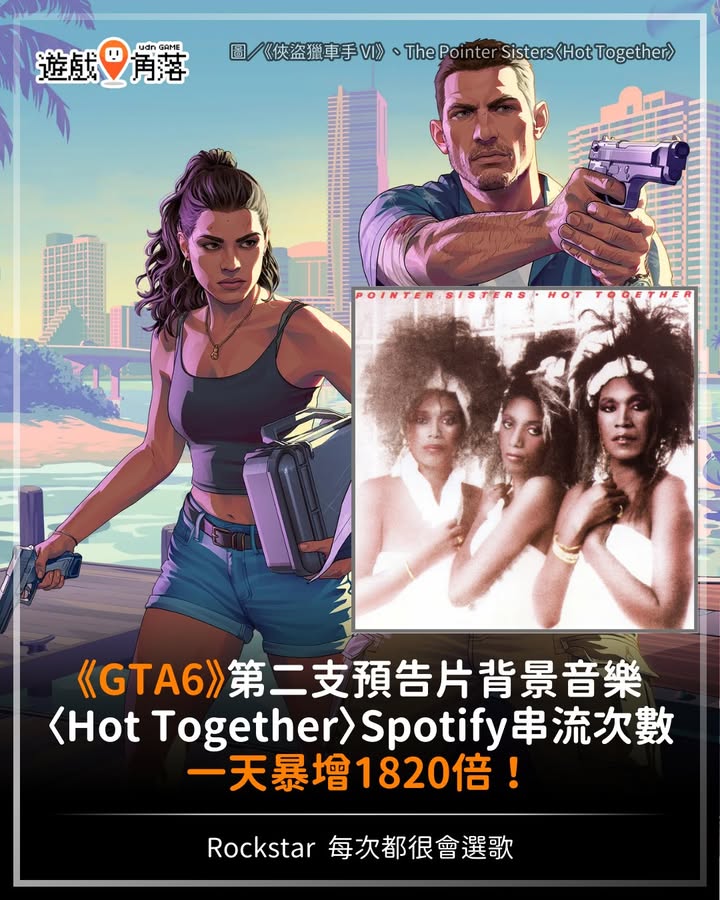 udn GAME
遊戲角落
圖／《俠盜獵車手 VI》、The Pointer Sisters〈Hot Together〉
POINTER SISTERS · HOT TOGETHER
《GTA6》第二支預告片背景音樂
〈Hot Together〉Spotify串流次數
一天暴增1820倍！
Rockstar 每次都很會選歌